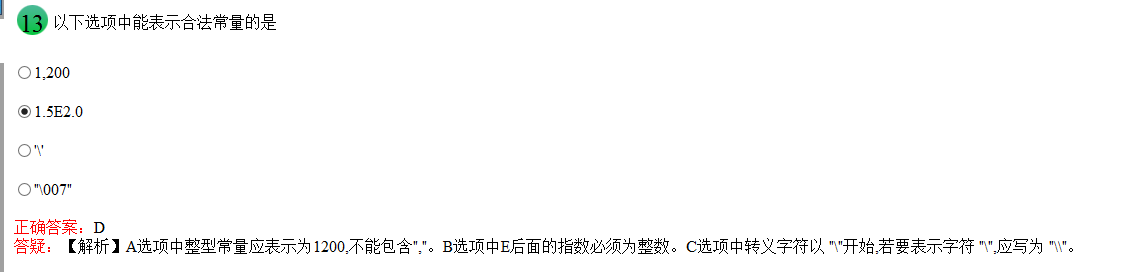 13 以下选项中能表示合法常量的是
1,200
1.5E2.0
'\'
"\007"
正确答案：D
答疑：【解析】A选项中整型常量应表示为1200,不能包含","。B选项中E后面的指数必须为整数。C选项中转义字符以 "\"开始,若要表示字符 "\",应写为 "\\"。